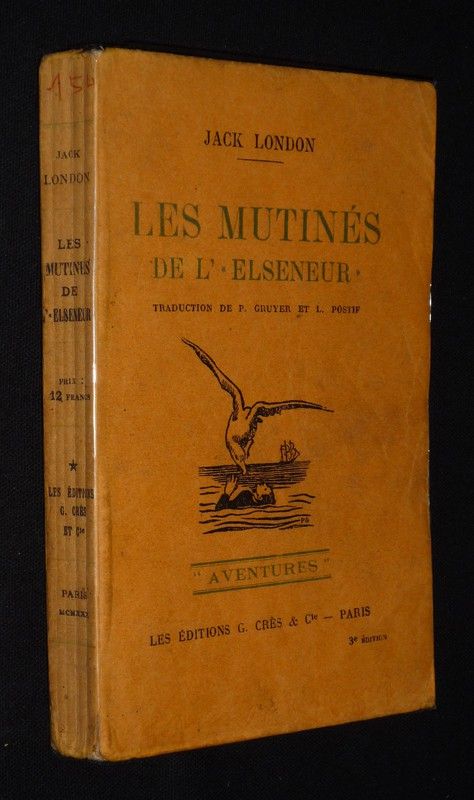 JACK LONDON
LES MUTINÉS
DE L' "ELSENEUR"
TRADUCTION DE P. GRUYER ET L. POSTIF
"AVENTURES"
LES ÉDITIONS G. CRÈS & Cie — PARIS
3e ÉDITION
JACK
LONDON
LES
MUTINÉS
DE
L'"ELSENEUR"
PRIX :
12 FRANCS
LES ÉDITIONS
G. CRÈS
ET Cie
PARIS